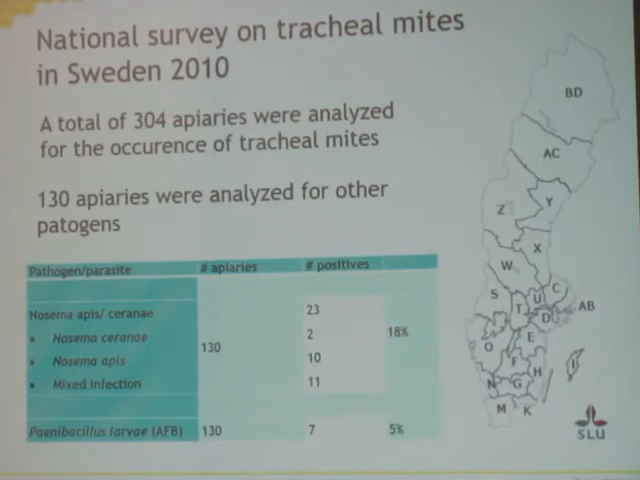 National survey on tracheal mites
in Sweden 2010
A total of 304 apiaries were analyzed
for the occurence of tracheal mites
130 apiaries were analyzed for other
patogens
Pathogen/parasite # apiaries # positives
Nosema apis/ ceranae 23
• Nosema ceranae 130 2 18%
• Nosema apis 10
• Mixed infection 11
Paenibacillus larvae (AFB) 130 7 5%
BD
AC
Y
Z
X
W
S
C
U
T
AB
D
O
E
F
H
I
N
G
M
K
SLU